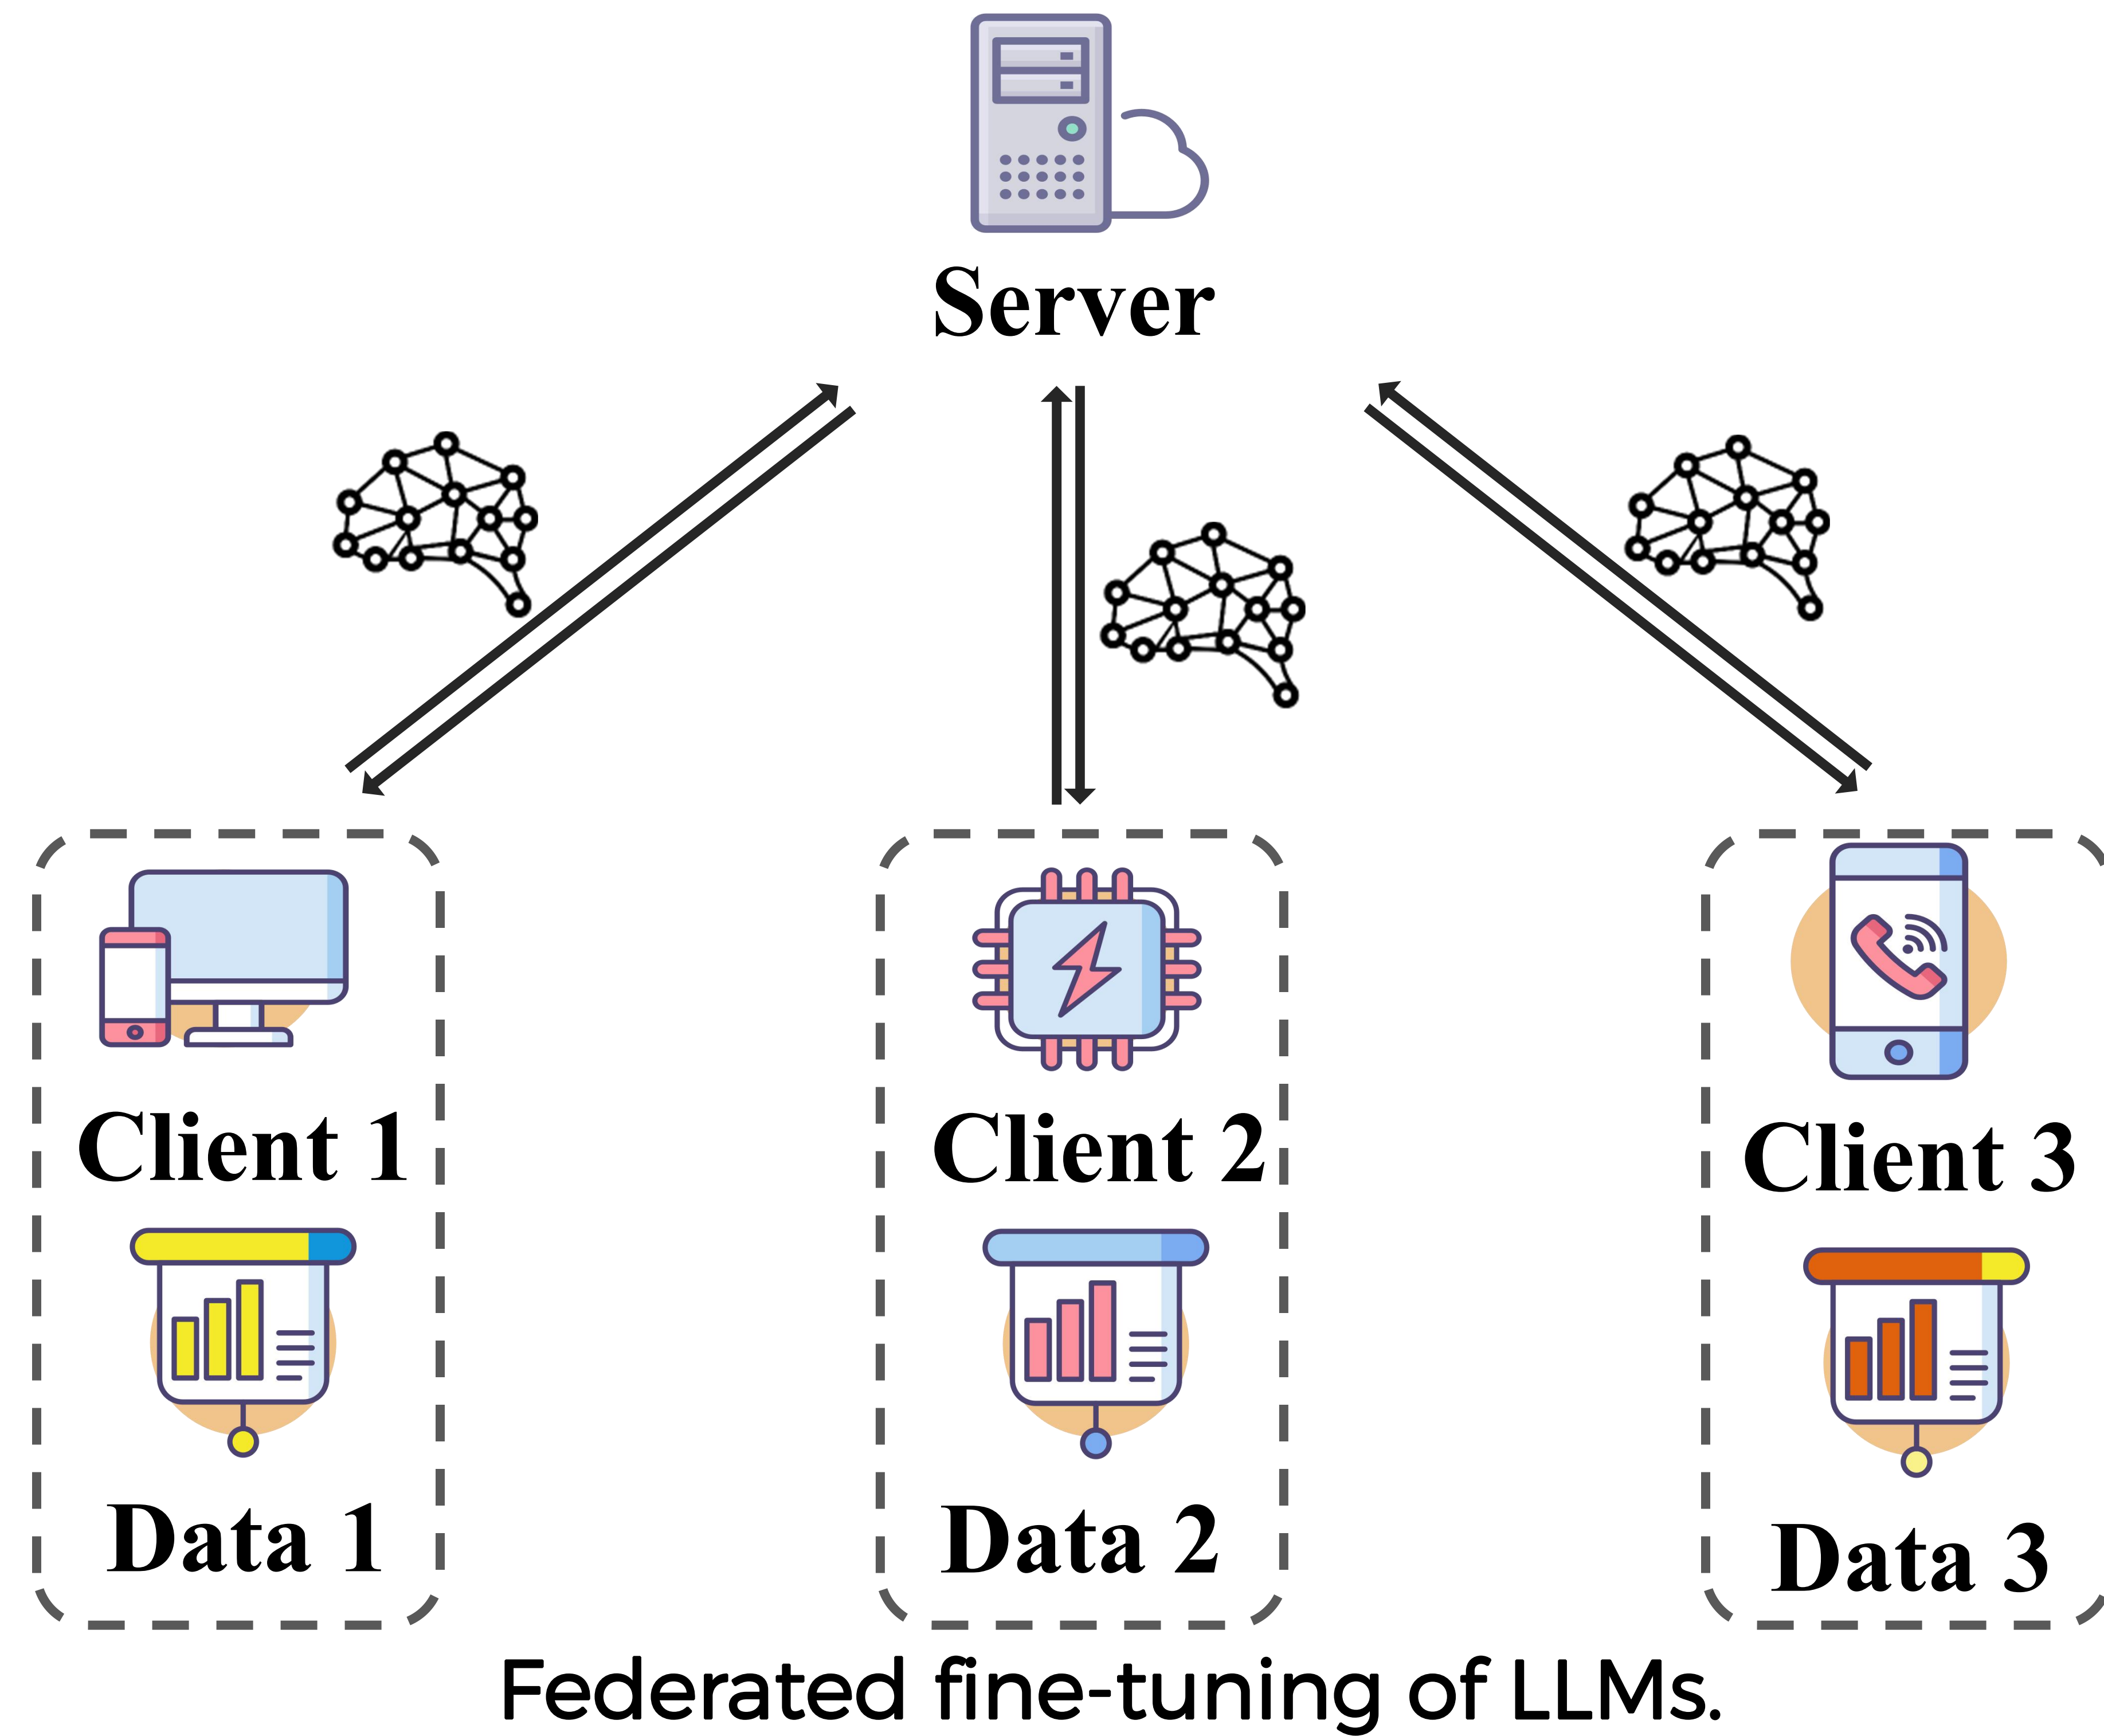 Server
Client 1
Client 2
Client 3
Data 1
Data 2
Data 3
Federated fine-tuning of LLMs.